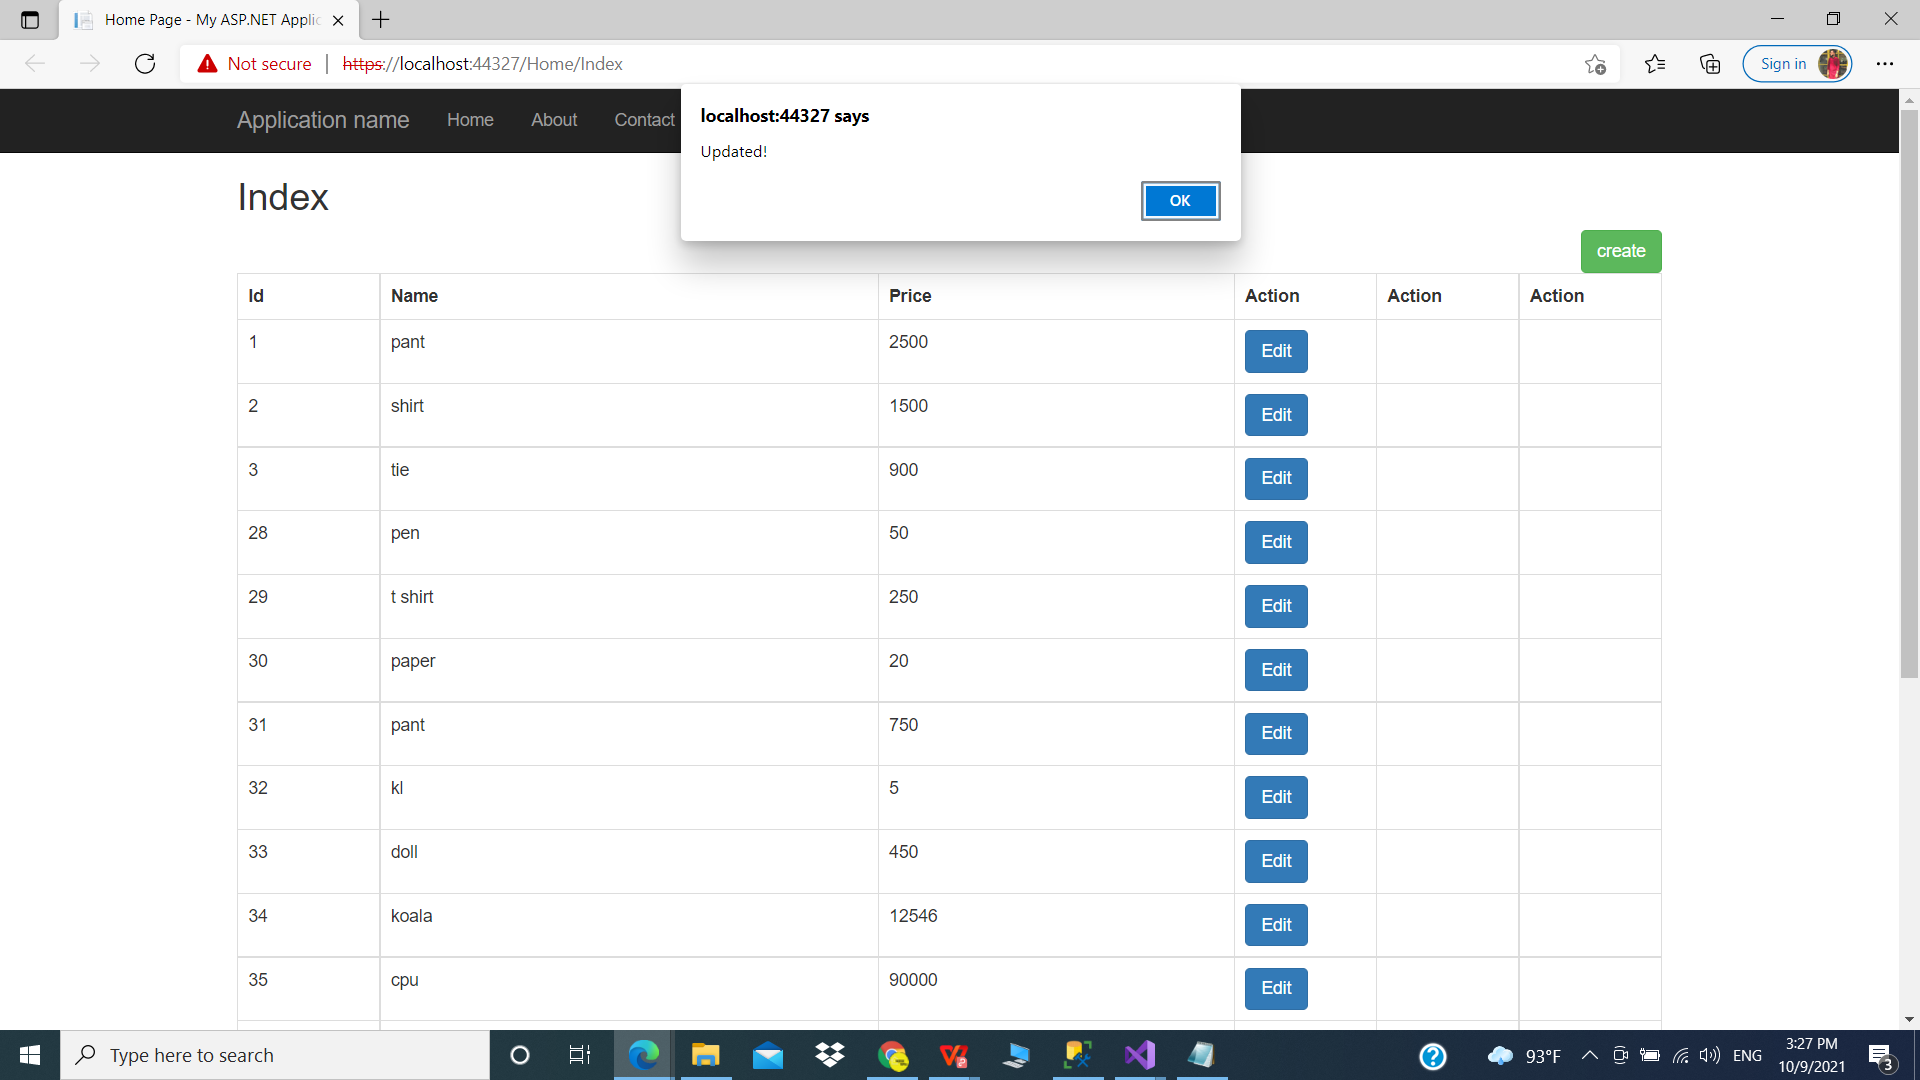 Home Page - My ASP.NET Applic
Not secure
https://localhost:44327/Home/Index
Sign in
Application name Home About Contact
localhost:44327 says
Updated!
OK
Index
create
Id Name Price Action Action Action
1 pant 2500 Edit
2 shirt 1500 Edit
3 tie 900 Edit
28 pen 50 Edit
29 t shirt 250 Edit
30 paper 20 Edit
31 pant 750 Edit
32 kl 5 Edit
33 doll 450 Edit
34 koala 12546 Edit
35 cpu 90000 Edit
Type here to search
93°F
ENG
3:27 PM
10/9/2021
3